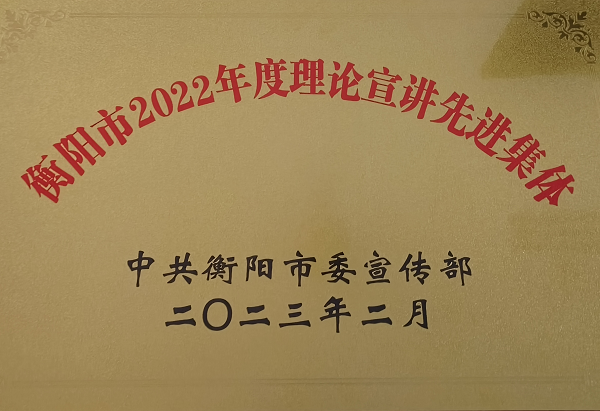 衡阳市2022年度理论宣讲先进集体
中共衡阳市委宣传部
二〇二三年二月